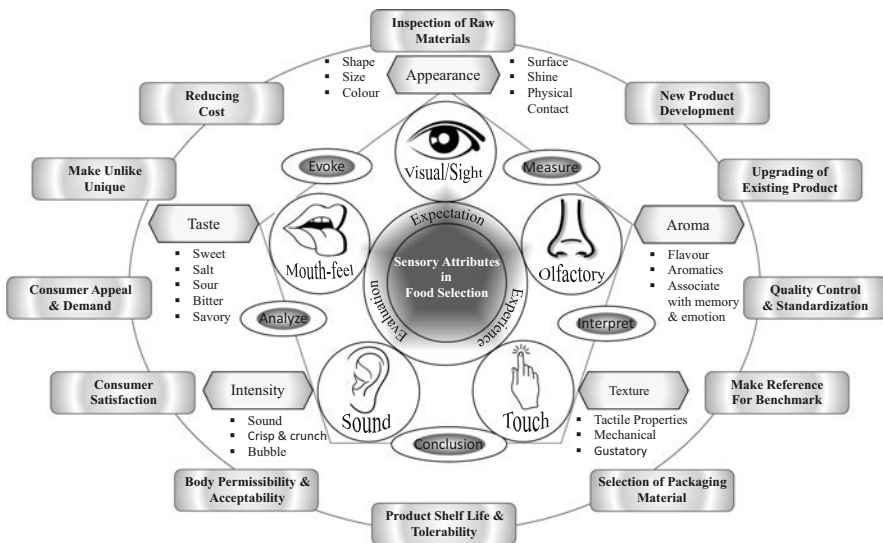 Inspection of Raw
Materials
Reducing
Cost
New Product
Development
Make Unlike
Unique
Upgrading of
Existing Product
Consumer Appeal
& Demand
Quality Control
& Standardization
Consumer
Satisfaction
Make Reference
For Benchmark
Body Permissibility &
Acceptability
Selection of Packaging
Material
Product Shelf Life &
Tolerability
Appearance
▪ Shape
▪ Size
▪ Colour
▪ Surface
▪ Shine
▪ Physical
Contact
Evoke
Measure
Visual/Sight
Taste
▪ Sweet
▪ Salt
▪ Sour
▪ Bitter
▪ Savory
Mouth-feel
Aroma
▪ Flavour
▪ Aromatics
▪ Associate
with memory
& emotion
Olfactory
Expectation
Evaluation
Experience
Sensory Attributes
in
Food Selection
Analyze
Interpret
Intensity
▪ Sound
▪ Crisp & crunch
▪ Bubble
Sound
Texture
▪ Tactile Properties
▪ Mechanical
▪ Gustatory
Touch
Conclusion